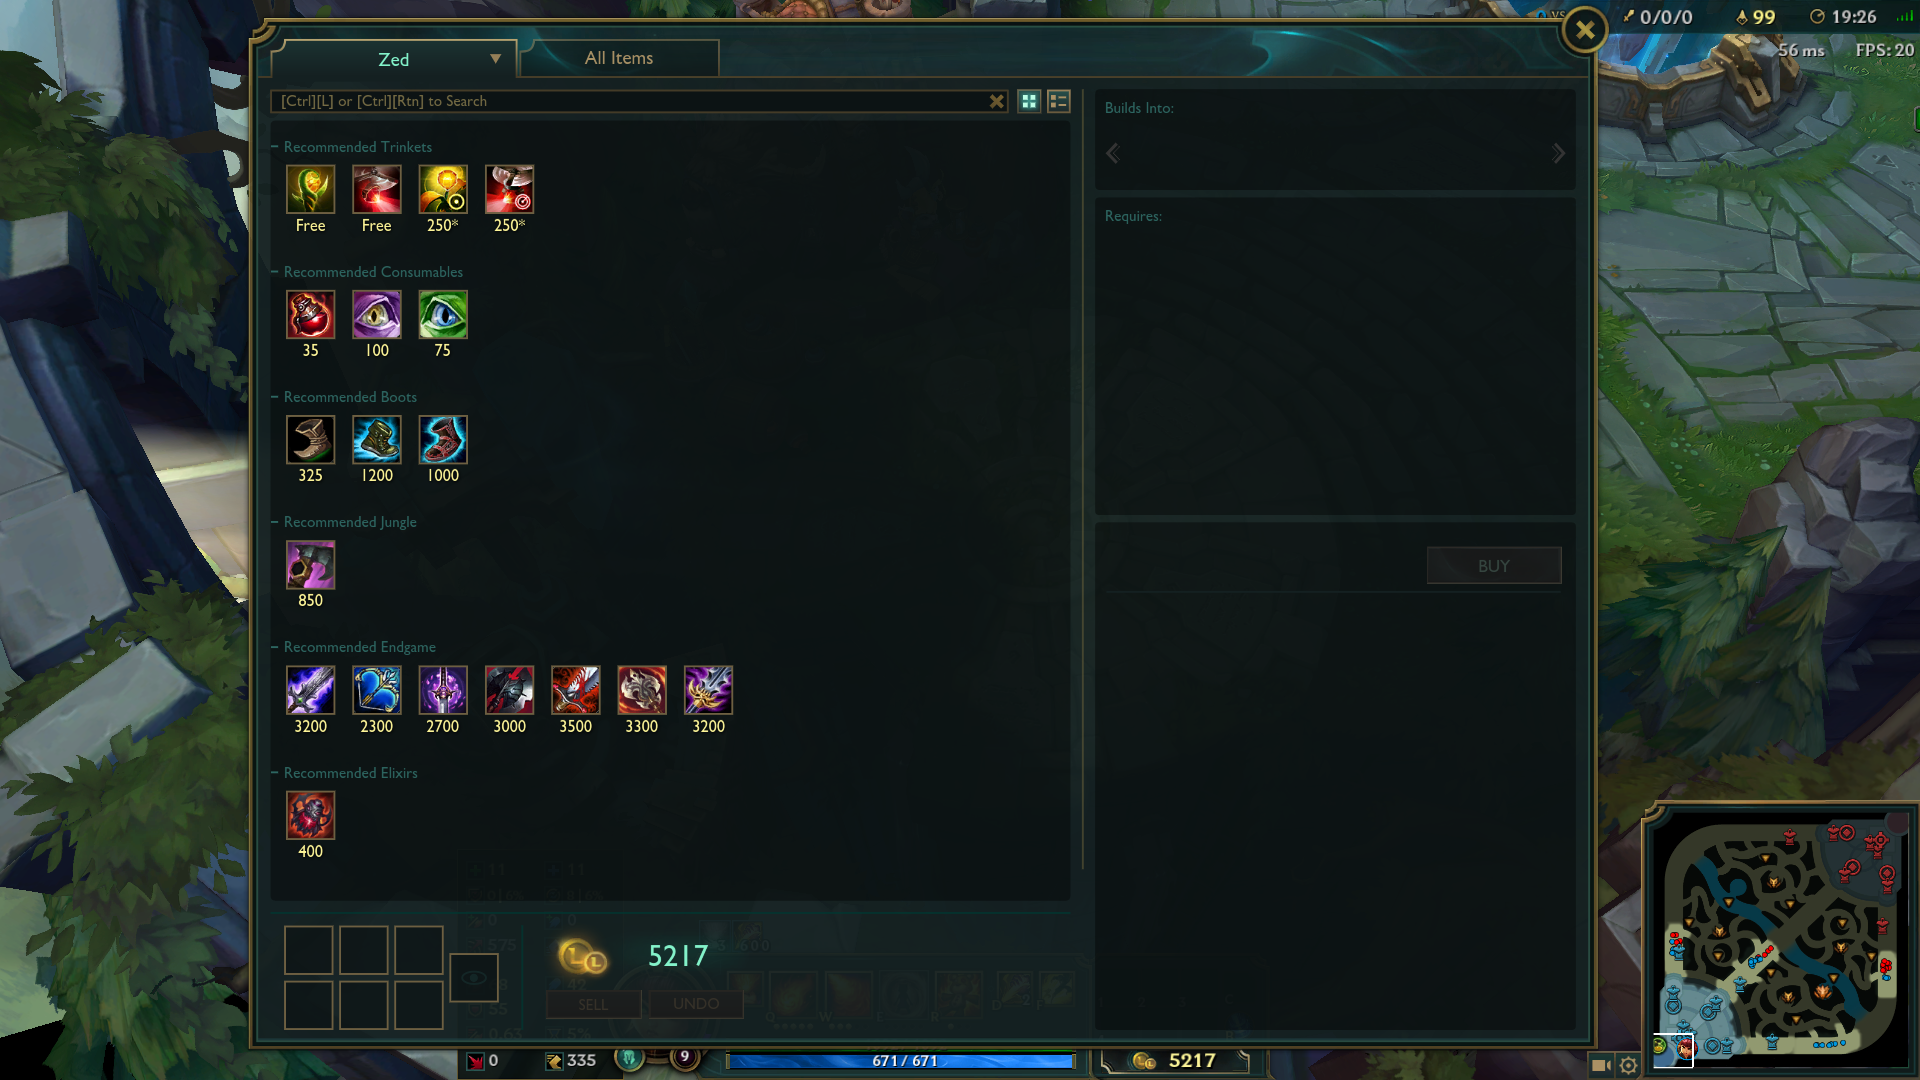 VS 0/0/0 99 19:26
56 ms FPS: 20
Zed All Items
[Ctrl][L] or [Ctrl][Rtn] to Search
Builds Into:
Recommended Trinkets
Free Free 250* 250*
Requires:
Recommended Consumables
35 100 75
Recommended Boots
325 1200 1000
Recommended Jungle
850
BUY
Recommended Endgame
3200 2300 2700 3000 3500 3300 3200
Recommended Elixirs
400
5217
SELL UNDO
0 335 9 671 / 671 5217